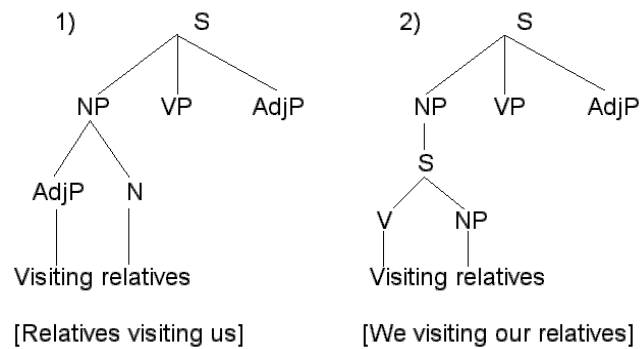 1) S 2) S
NP VP AdjP NP VP AdjP
S
AdjP N V NP
Visiting relatives Visiting relatives
[Relatives visiting us] [We visiting our relatives]